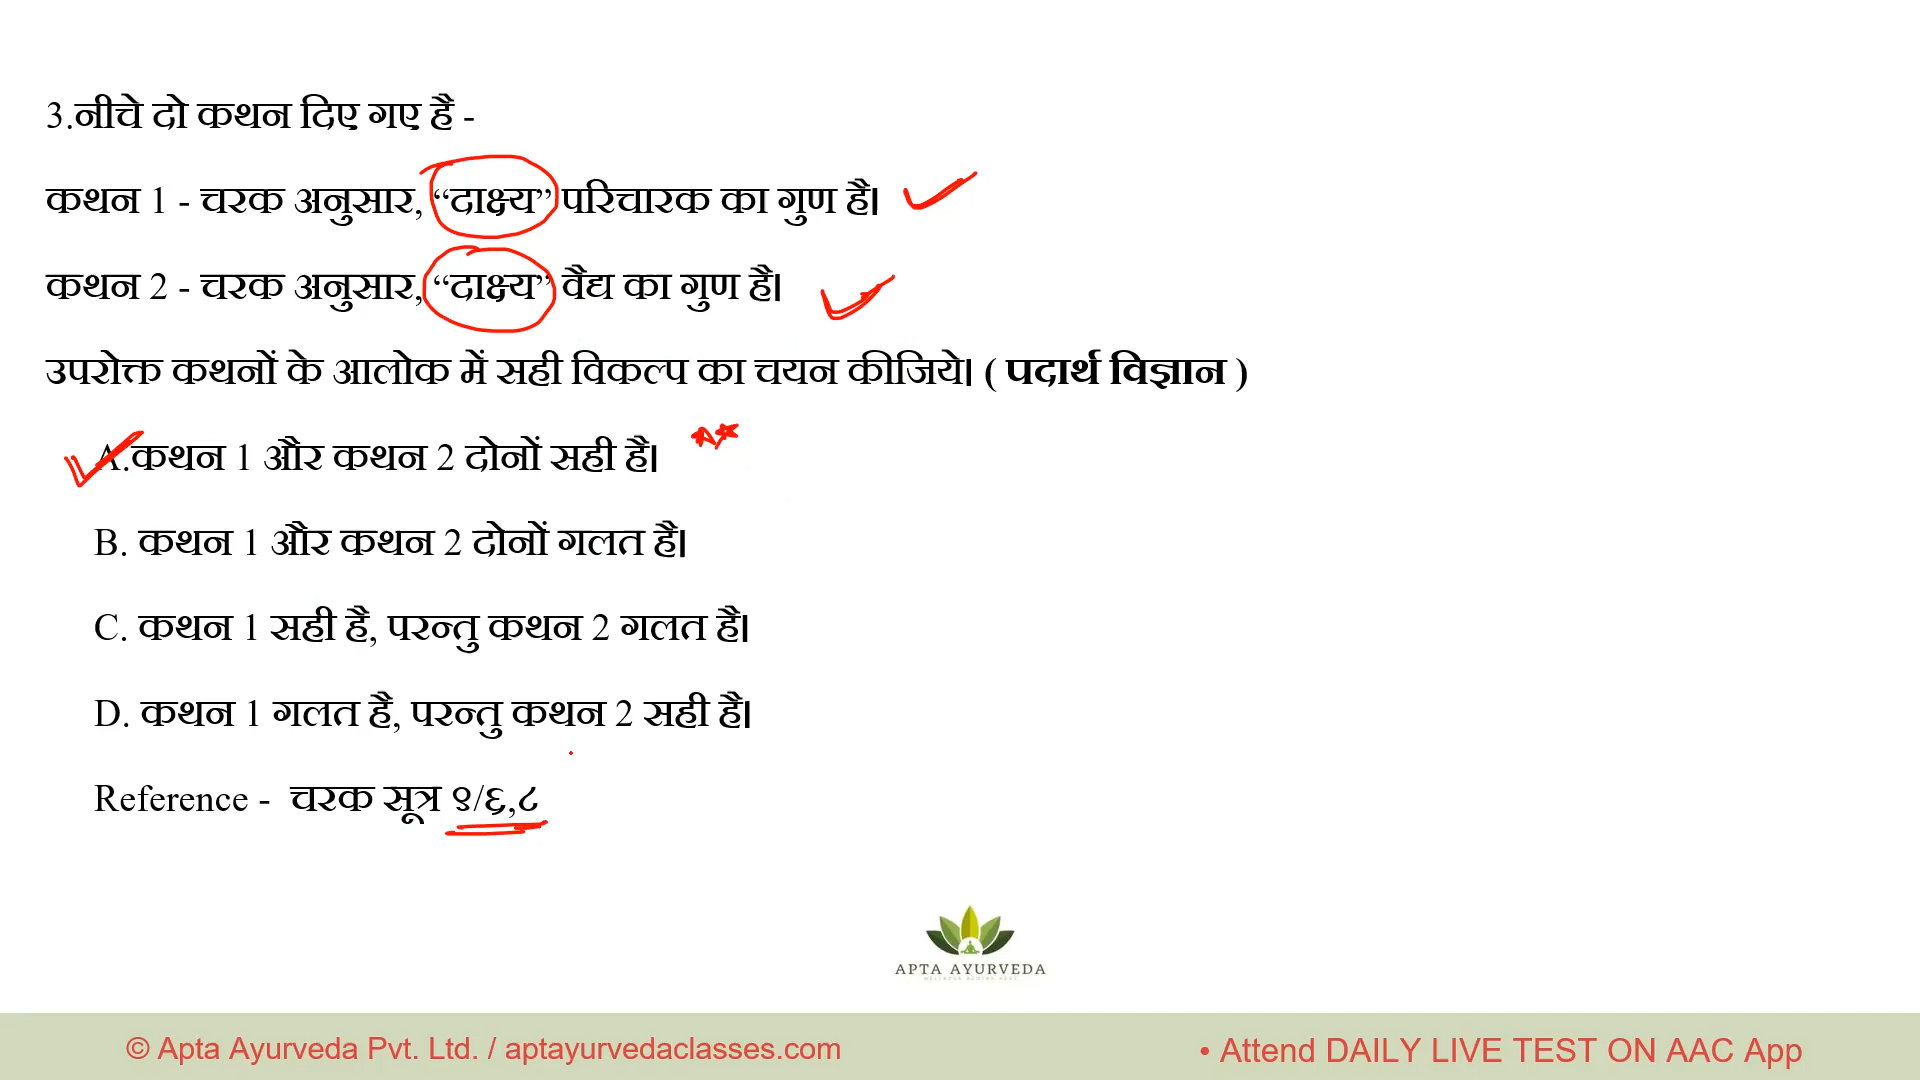 3.नीचे दो कथन दिए गए है -
कथन 1 - चरक अनुसार, “दाक्ष्य” परिचारक का गुण है।
कथन 2 - चरक अनुसार, “दाक्ष्य” वैद्य का गुण है।
उपरोक्त कथनों के आलोक में सही विकल्प का चयन कीजिये। ( पदार्थ विज्ञान )
A.कथन 1 और कथन 2 दोनों सही है।
B. कथन 1 और कथन 2 दोनों गलत है।
C. कथन 1 सही है, परन्तु कथन 2 गलत है।
D. कथन 1 गलत है, परन्तु कथन 2 सही है।
Reference - चरक सूत्र ९/६,८
APTA AYURVEDA
© Apta Ayurveda Pvt. Ltd. / aptayurvedaclasses.com
• Attend DAILY LIVE TEST ON AAC App